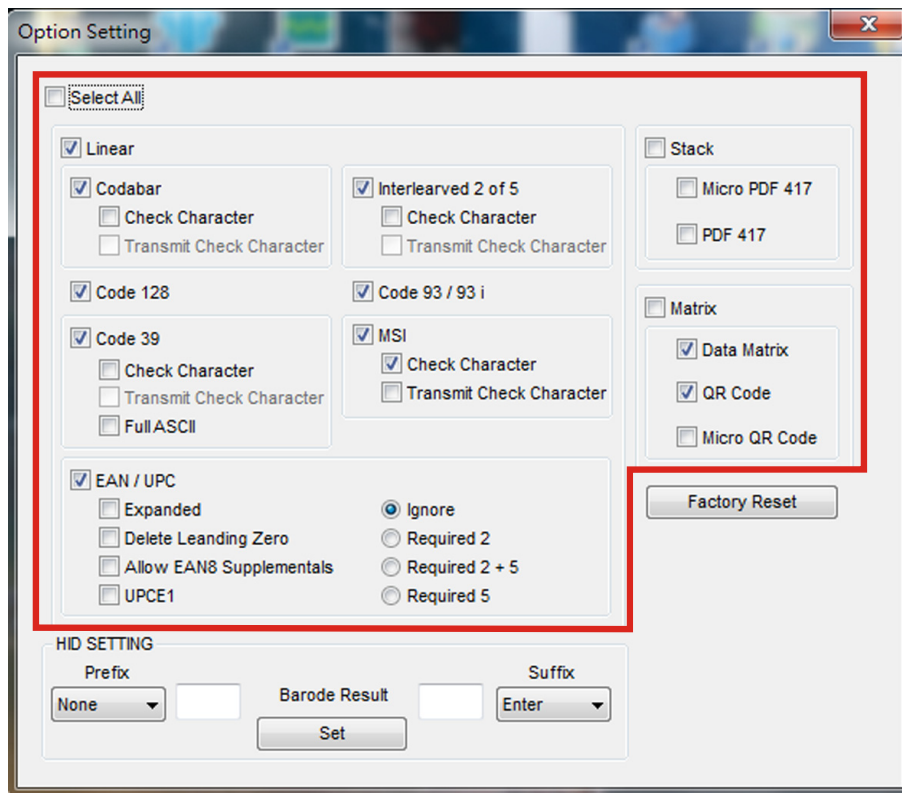 Option Setting
X
Select All
Linear
Codabar
Check Character
Transmit Check Character
Interlearved 2 of 5
Check Character
Transmit Check Character
Code 128
Code 93 / 93 i
Code 39
Check Character
Transmit Check Character
Full ASCII
MSI
Check Character
Transmit Check Character
EAN / UPC
Expanded
Delete Leanding Zero
Allow EAN8 Supplementals
UPCE1
Ignore
Required 2
Required 2 + 5
Required 5
Stack
Micro PDF 417
PDF 417
Matrix
Data Matrix
QR Code
Micro QR Code
Factory Reset
HID SETTING
Prefix
None
Barode Result
Set
Suffix
Enter